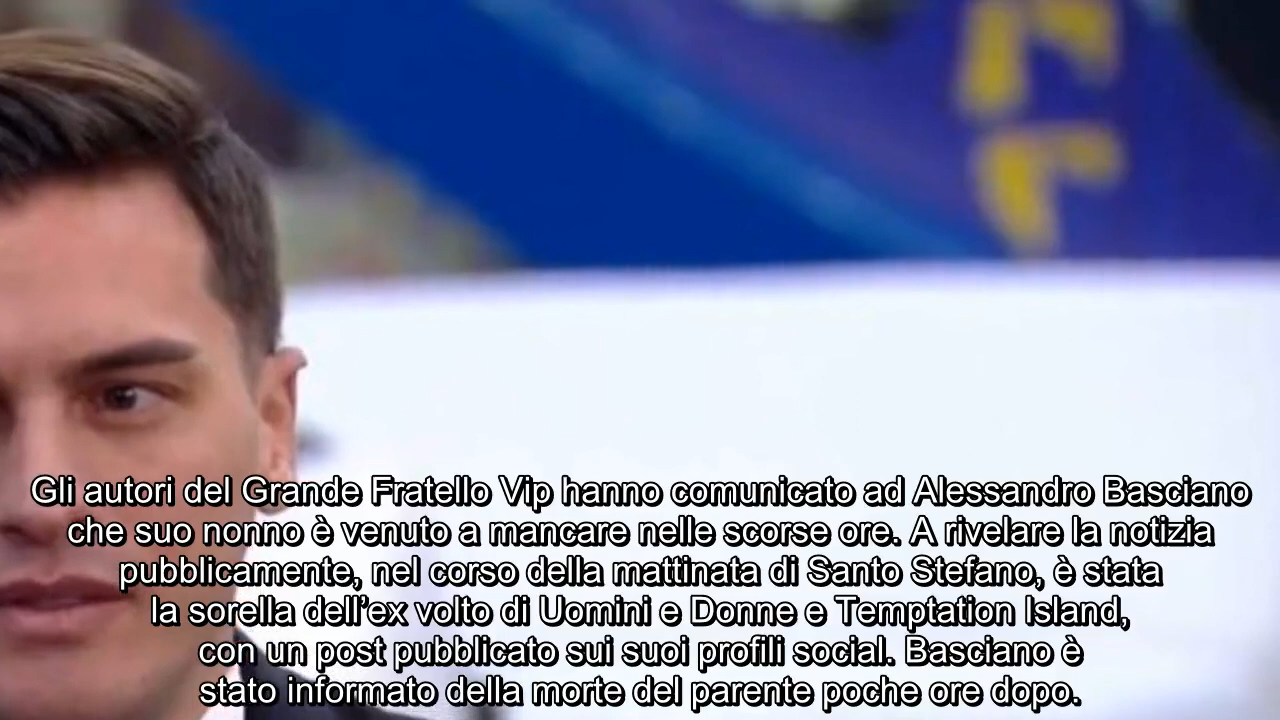 Gli autori del Grande Fratello Vip hanno comunicato ad Alessandro Basciano
che suo nonno è venuto a mancare nelle scorse ore. A rivelare la notizia
pubblicamente, nel corso della mattinata di Santo Stefano, è stata
la sorella dell'ex volto di Uomini e Donne e Temptation Island,
con un post pubblicato sui suoi profili social. Basciano è
stato informato della morte del parente poche ore dopo.